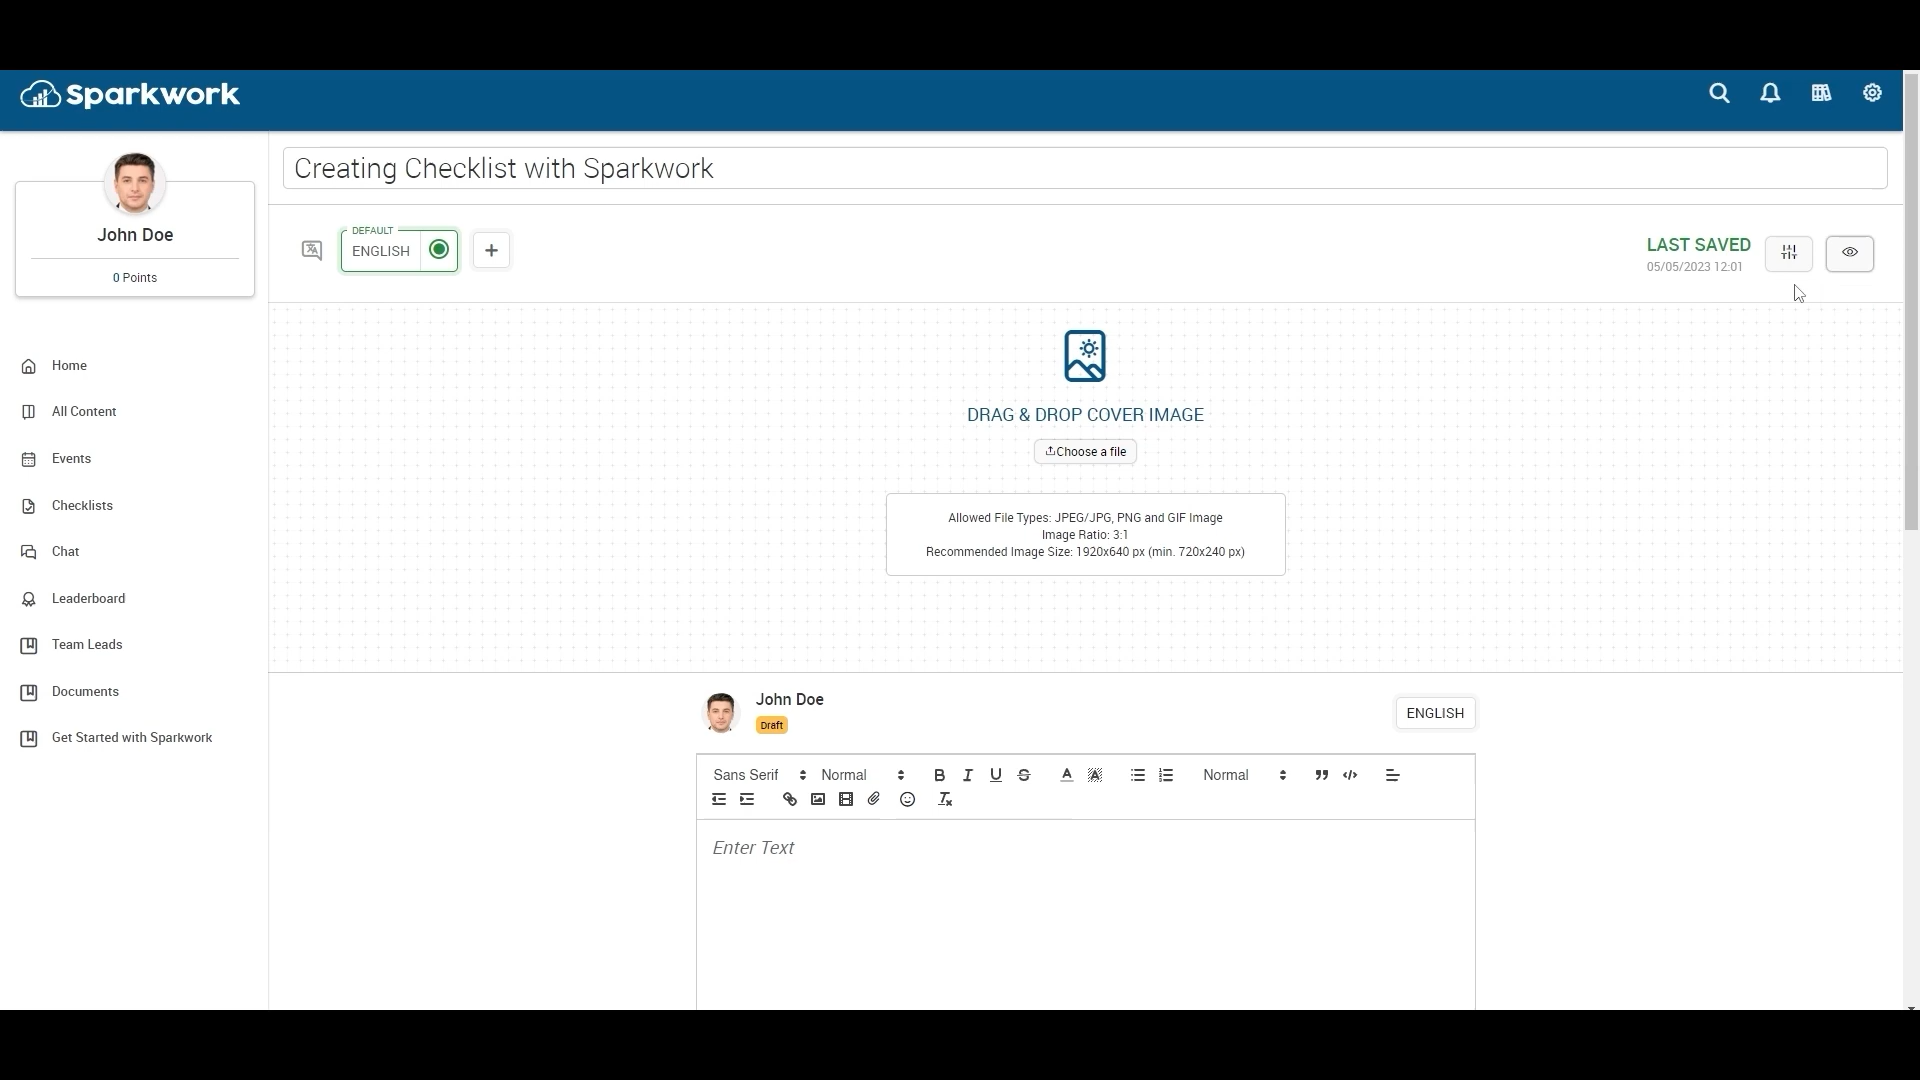 Sparkwork
Creating Checklist with Sparkwork
John Doe
0 Points
DEFAULT
ENGLISH
+
LAST SAVED
05/05/2023 12:01
Home
All Content
Events
Checklists
Chat
Leaderboard
Team Leads
Documents
Get Started with Sparkwork
DRAG & DROP COVER IMAGE
Choose a file
Allowed File Types: JPEG/JPG, PNG and GIF Image
Image Ratio: 3:1
Recommended Image Size: 1920x640 px (min. 720x240 px)
John Doe
Draft
ENGLISH
Sans Serif Normal B I U S A A Normal
Enter Text